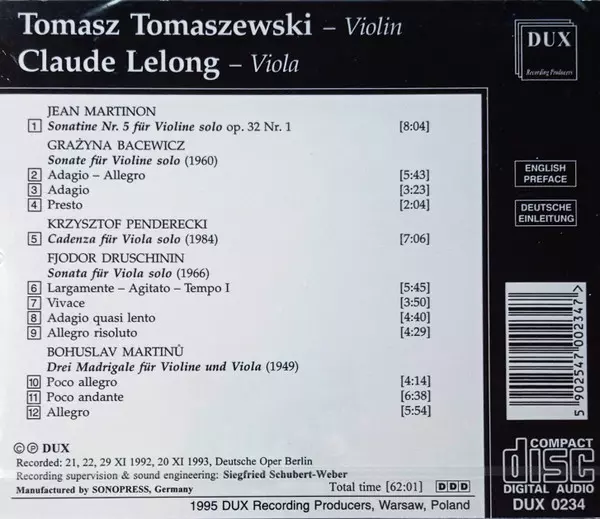 Tomasz Tomaszewski – Violin
Claude Lelong – Viola
DUX
Recording Producers
JEAN MARTINON
1 Sonatine Nr. 5 für Violine solo op. 32 Nr. 1 [8:04]
GRAŻYNA BACEWICZ
Sonate für Violine solo (1960)
2 Adagio – Allegro [5:43]
3 Adagio [3:23]
4 Presto [2:04]
KRZYSZTOF PENDERECKI
5 Cadenza für Viola solo (1984) [7:06]
FJODOR DRUSCHININ
Sonata für Viola solo (1966)
6 Largamente – Agitato – Tempo I [5:45]
7 Vivace [3:50]
8 Adagio quasi lento [4:40]
9 Allegro risoluto [4:29]
BOHUSLAV MARTINŮ
Drei Madrigale für Violine und Viola (1949)
10 Poco allegro [4:14]
11 Poco andante [6:38]
12 Allegro [5:54]
ENGLISH
PREFACE
DEUTSCHE
EINLEITUNG
5 902547 002347 >
© ℗ DUX
Recorded: 21, 22, 29 XI 1992, 20 XI 1993, Deutsche Oper Berlin
Recording supervision & sound engineering: Siegfried Schubert-Weber
Manufactured by SONOPRESS, Germany
Total time [62:01] DDD
1995 DUX Recording Producers, Warsaw, Poland
COMPACT
disc
DIGITAL AUDIO
DUX 0234